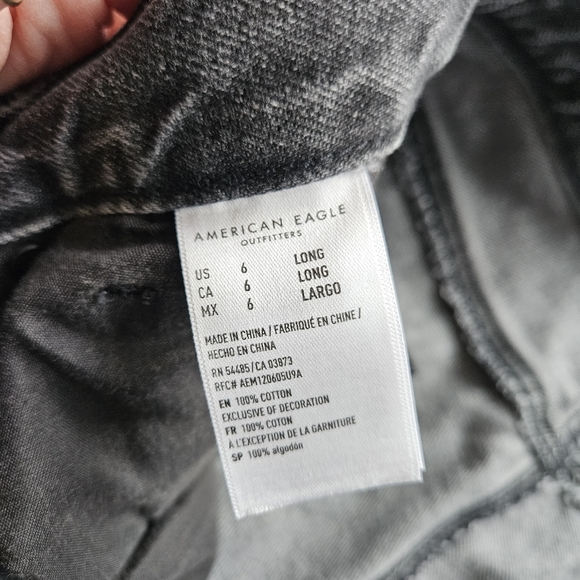 AMERICAN EAGLE
OUTFITTERS
US 6 LONG
CA 6 LONG
MX 6 LARGO
MADE IN CHINA / FABRIQUÉ EN CHINE /
HECHO EN CHINA
RN 54485/CA 03873
RFC# AEM120605U9A
EN 100% COTTON
EXCLUSIVE OF DECORATION
FR 100% COTON
À L'EXCEPTION DE LA GARNITURE
SP 100% algodón